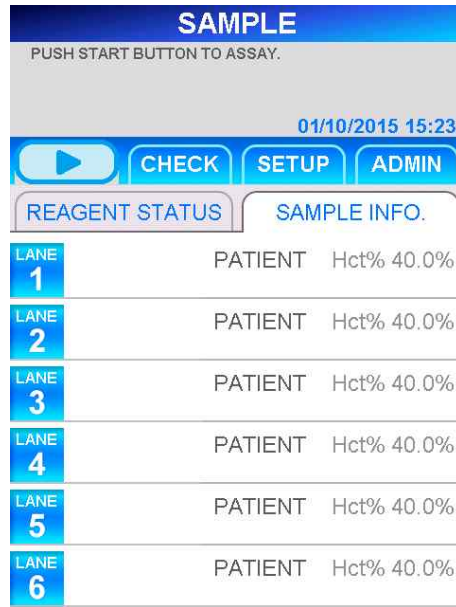 SAMPLE
PUSH START BUTTON TO ASSAY.
01/10/2015 15:23
CHECK SETUP ADMIN
REAGENT STATUS SAMPLE INFO.
LANE 1 PATIENT Hct% 40.0%
LANE 2 PATIENT Hct% 40.0%
LANE 3 PATIENT Hct% 40.0%
LANE 4 PATIENT Hct% 40.0%
LANE 5 PATIENT Hct% 40.0%
LANE 6 PATIENT Hct% 40.0%